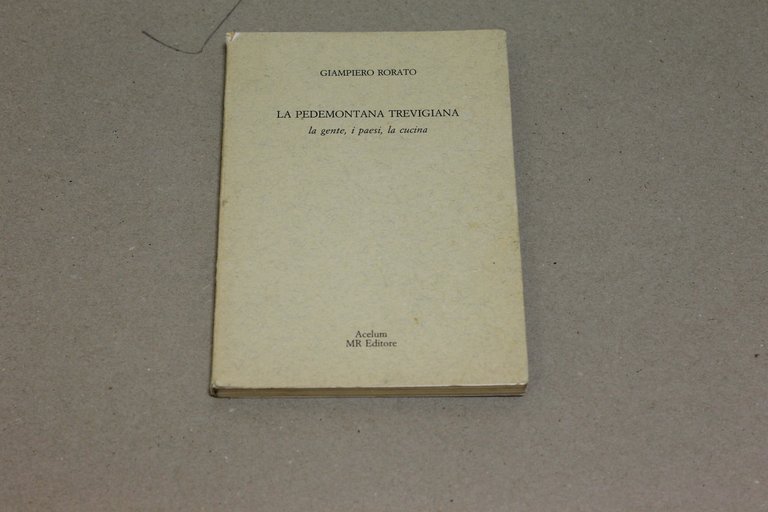 GIAMPIERO RORATO
LA PEDEMONTANA TREVIGIANA
la gente, i paesi, la cucina
Acelum
MR Editore